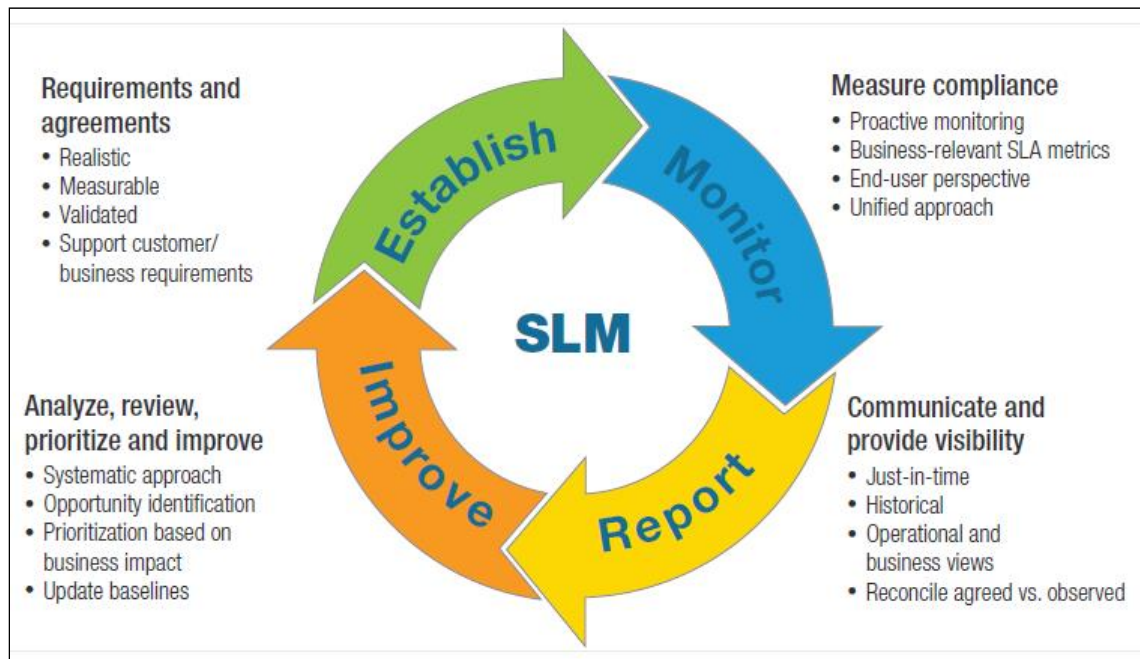 Requirements and
agreements
• Realistic
• Measurable
• Validated
• Support customer/
business requirements
Establish
Monitor
Measure compliance
• Proactive monitoring
• Business-relevant SLA metrics
• End-user perspective
• Unified approach
SLM
Analyze, review,
prioritize and improve
• Systematic approach
• Opportunity identification
• Prioritization based on
business impact
• Update baselines
Improve
Report
Communicate and
provide visibility
• Just-in-time
• Historical
• Operational and
business views
• Reconcile agreed vs. observed